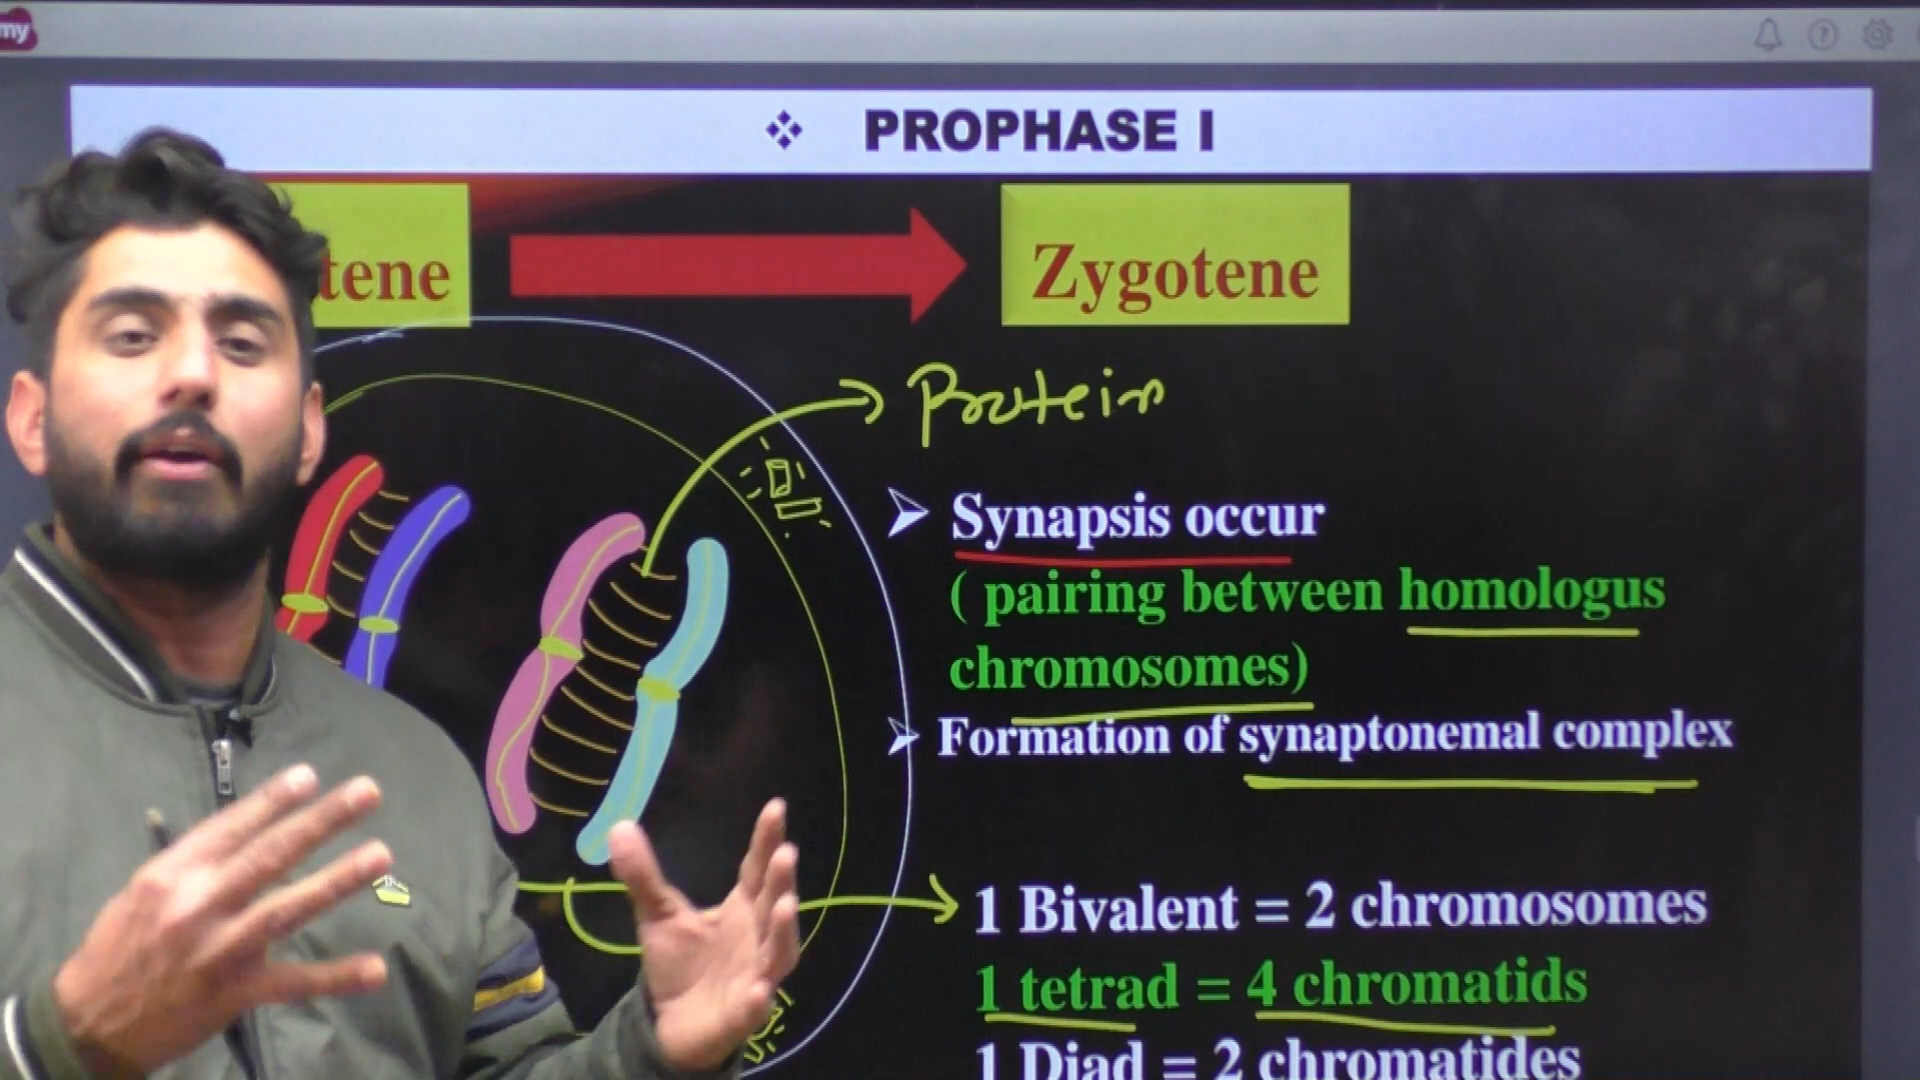 my
PROPHASE I
tene
Zygotene
Protein
Synapsis occur
( pairing between homologus
chromosomes)
Formation of synaptonemal complex
1 Bivalent = 2 chromosomes
1 tetrad = 4 chromatids
1 Diad = 2 chromatides